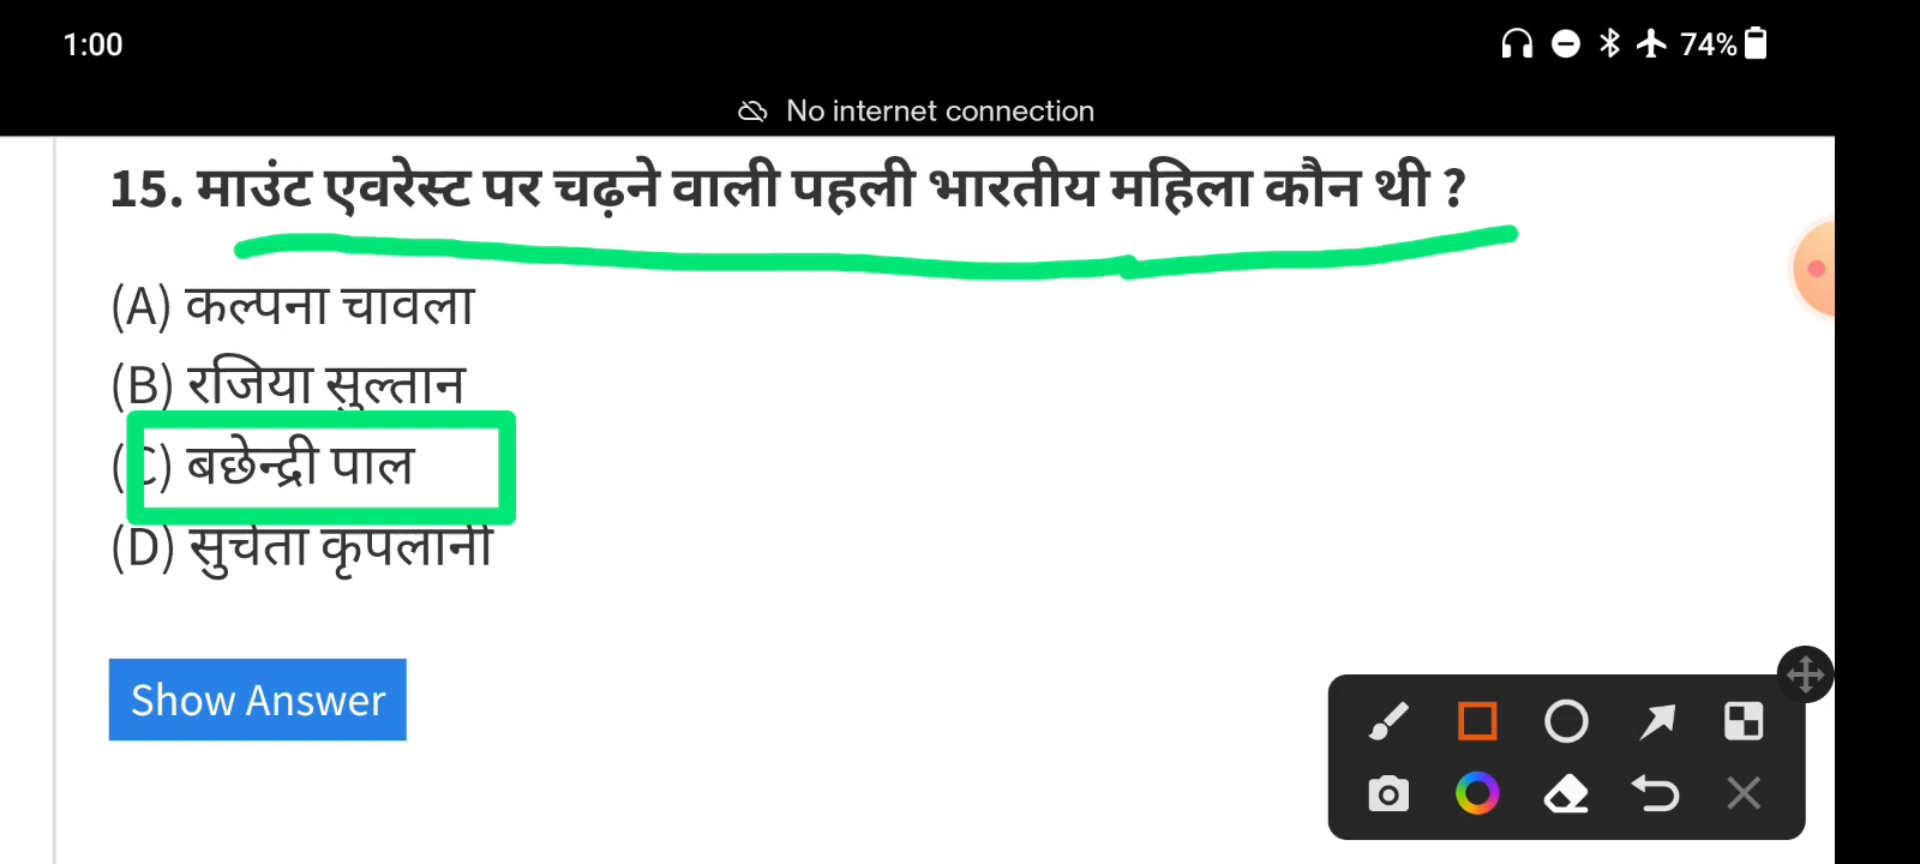 1:00
74%
No internet connection
15. माउंट एवरेस्ट पर चढ़ने वाली पहली भारतीय महिला कौन थी ?
(A) कल्पना चावला
(B) रजिया सुल्तान
(C) बछेन्द्री पाल
(D) सुचेता कृपलानी
Show Answer